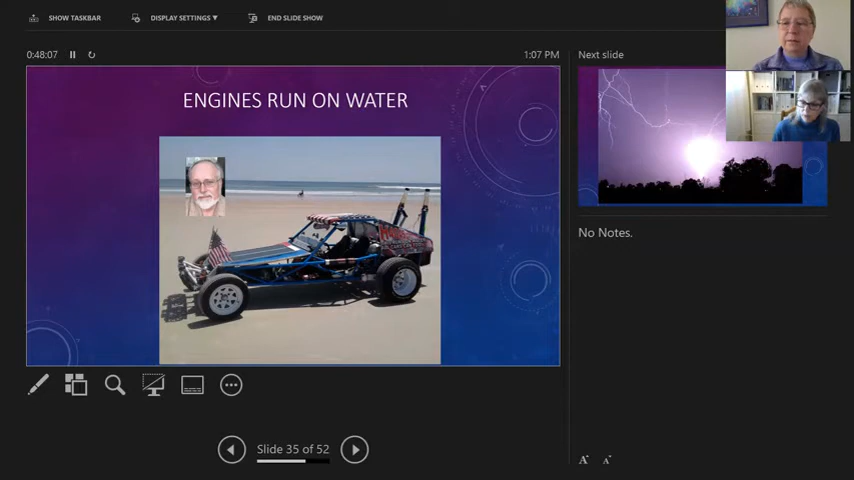 SHOW TASKBAR
DISPLAY SETTINGS ▼
END SLIDE SHOW
0:48:07
1:07 PM
Next slide
ENGINES RUN ON WATER
No Notes.
Slide 35 of 52
A A